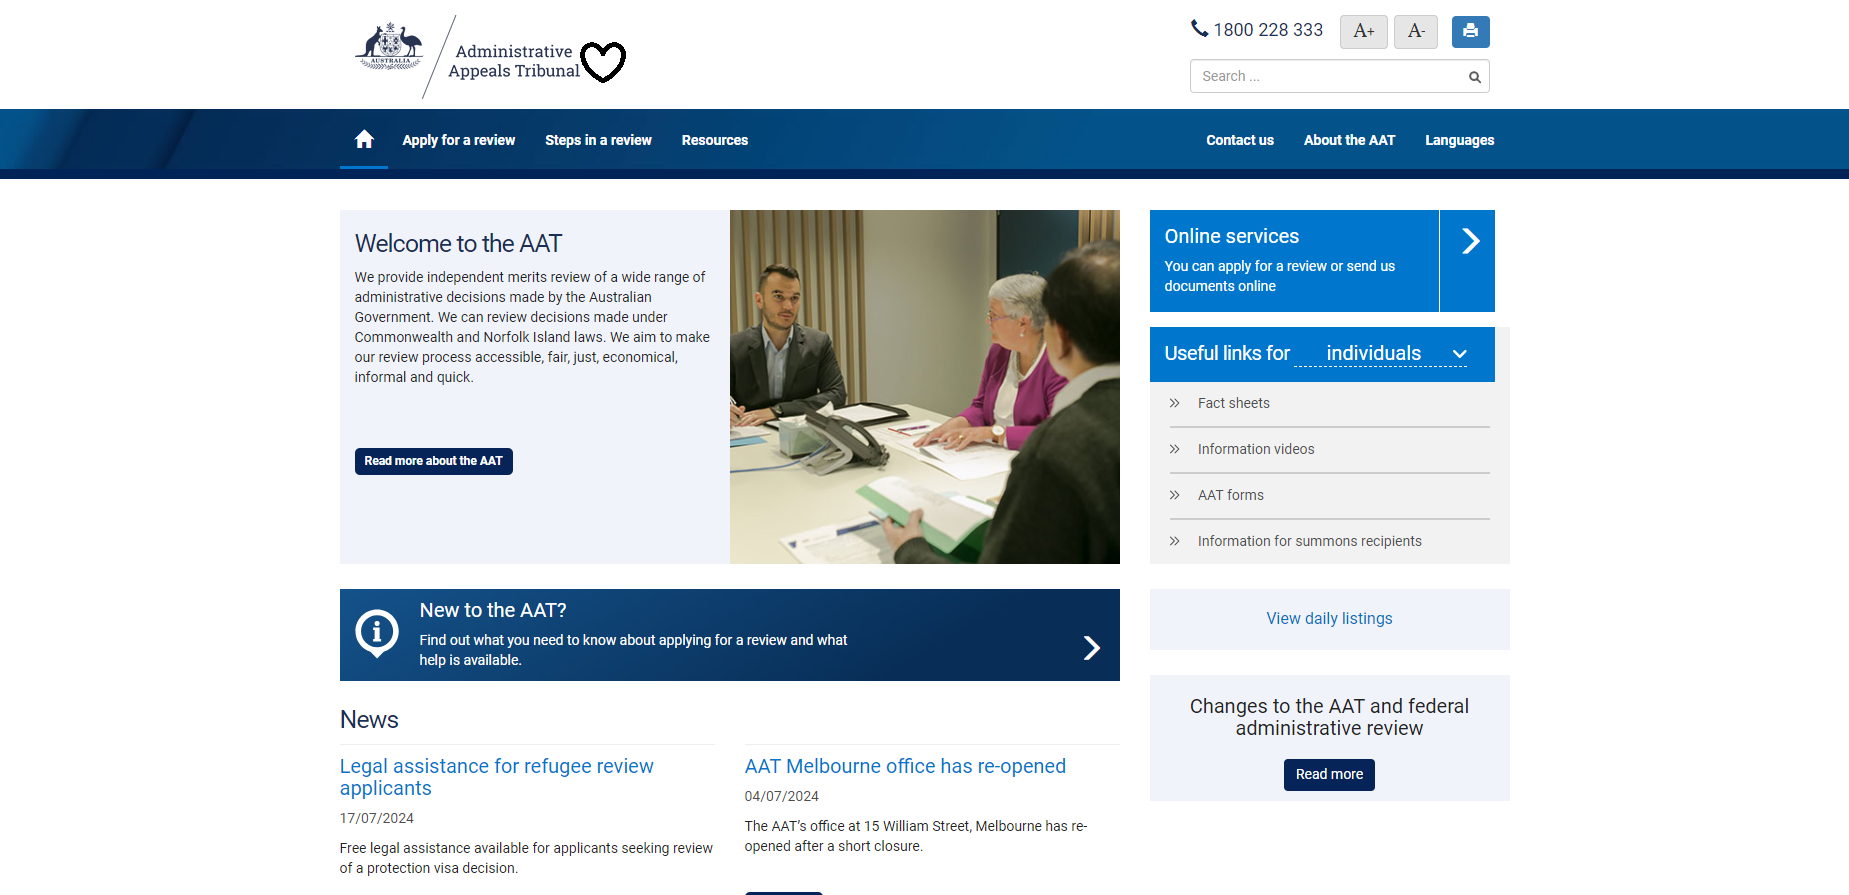 AUSTRALIA
Administrative
Appeals Tribunal
1800 228 333
A+
A-
Search ...
Apply for a review
Steps in a review
Resources
Contact us
About the AAT
Languages
Welcome to the AAT
We provide independent merits review of a wide range of
administrative decisions made by the Australian
Government. We can review decisions made under
Commonwealth and Norfolk Island laws. We aim to make
our review process accessible, fair, just, economical,
informal and quick.
Read more about the AAT
Online services
You can apply for a review or send us
documents online
Useful links for individuals
Fact sheets
Information videos
AAT forms
Information for summons recipients
New to the AAT?
Find out what you need to know about applying for a review and what
help is available.
View daily listings
Changes to the AAT and federal
administrative review
Read more
News
Legal assistance for refugee review
applicants
17/07/2024
Free legal assistance available for applicants seeking review
of a protection visa decision.
AAT Melbourne office has re-opened
04/07/2024
The AAT’s office at 15 William Street, Melbourne has re-
opened after a short closure.